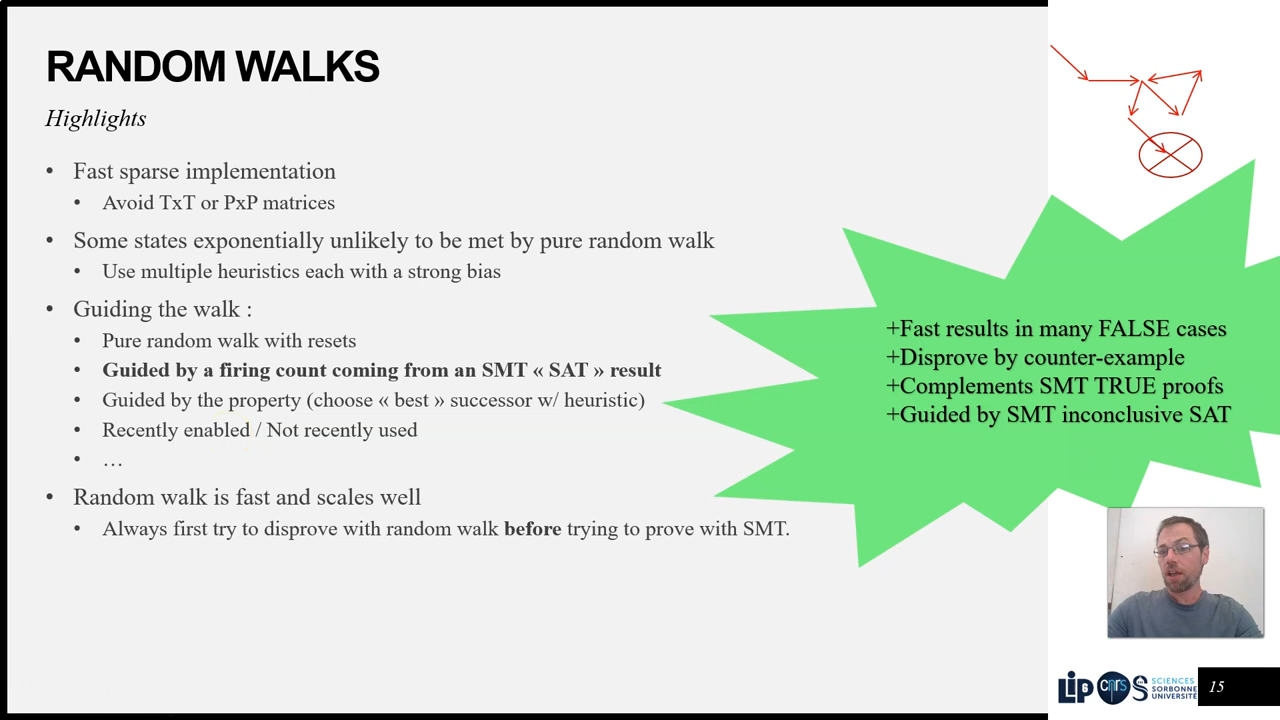 RANDOM WALKS
Highlights
• Fast sparse implementation
• Avoid TxT or PxP matrices
• Some states exponentially unlikely to be met by pure random walk
• Use multiple heuristics each with a strong bias
• Guiding the walk :
• Pure random walk with resets
• Guided by a firing count coming from an SMT « SAT » result
• Guided by the property (choose « best » successor w/ heuristic)
• Recently enabled / Not recently used
• …
• Random walk is fast and scales well
• Always first try to disprove with random walk before trying to prove with SMT.
+Fast results in many FALSE cases
+Disprove by counter-example
+Complements SMT TRUE proofs
+Guided by SMT inconclusive SAT
LIP6
cnrs
S SCIENCES
SORBONNE
UNIVERSITÉ
15